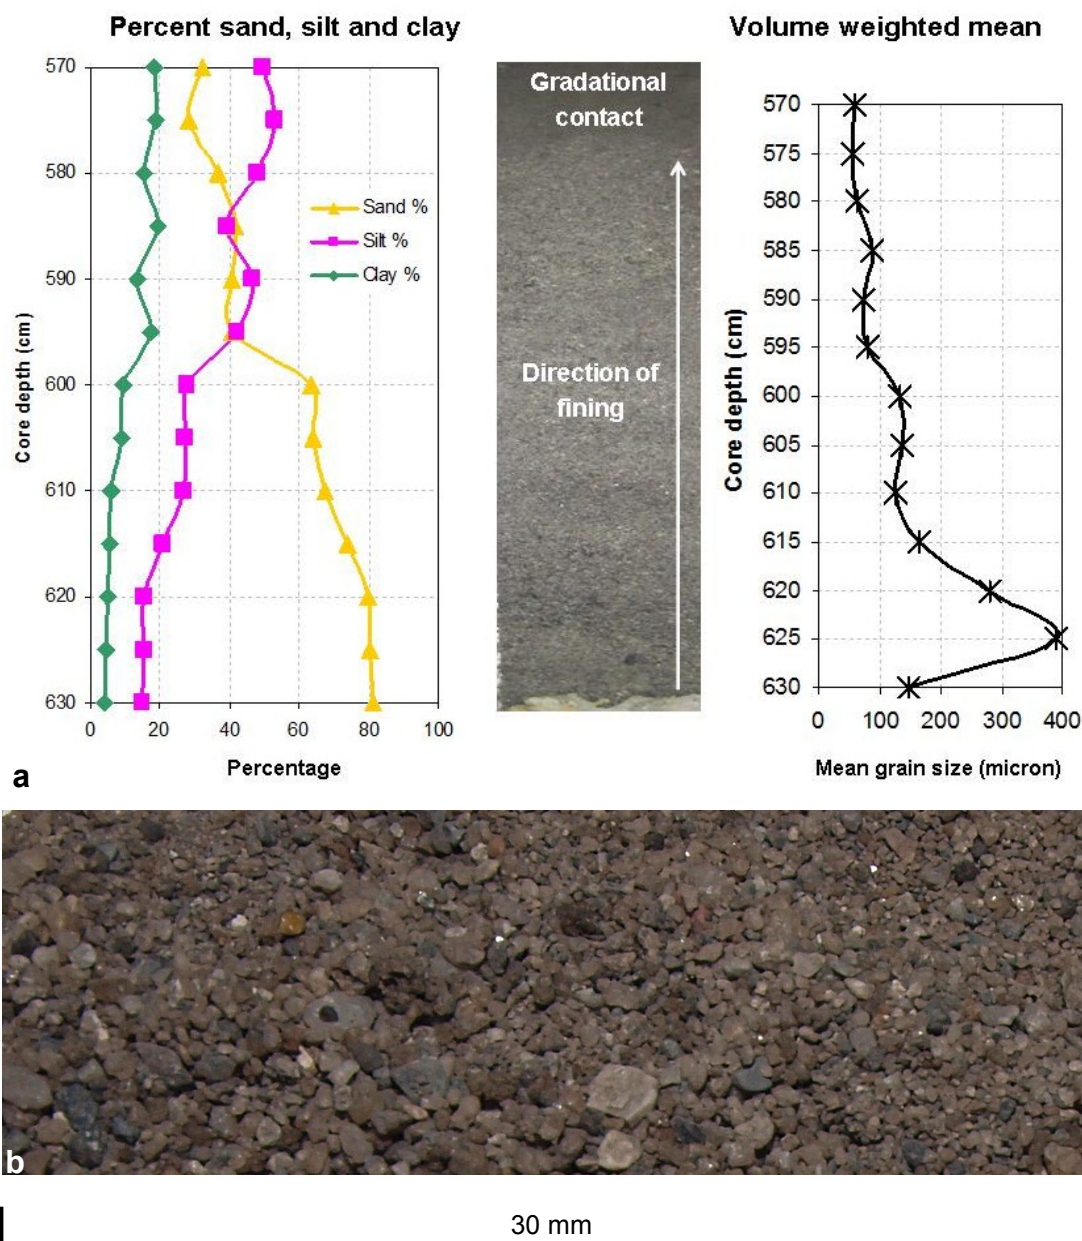 Percent sand, silt and clay
570
580
590
600
610
620
630
Core depth (cm)
0 20 40 60 80 100
Percentage
Sand %
Silt %
Clay %
a
Gradational
contact
Direction of
fining
Volume weighted mean
570
575
580
585
590
595
600
605
610
615
620
625
630
Core depth (cm)
0 100 200 300 400
Mean grain size (micron)
b
30 mm